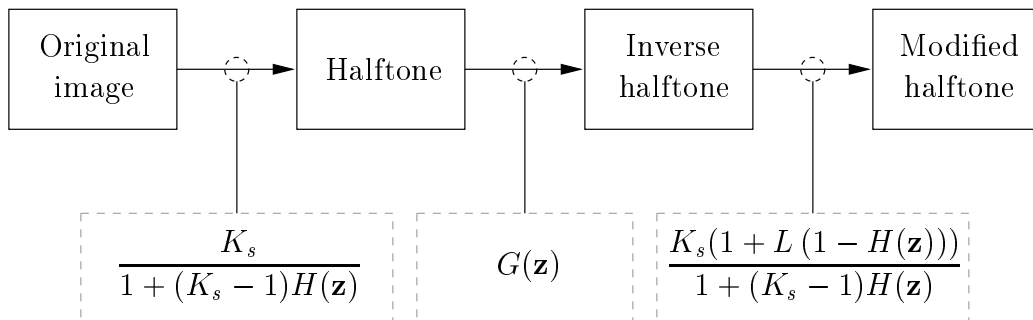 Original
image
Halftone
Inverse
halftone
Modified
halftone
K_s
1 + (K_s − 1)H(z)
G(z)
K_s(1 + L (1 − H(z)))
1 + (K_s − 1)H(z)